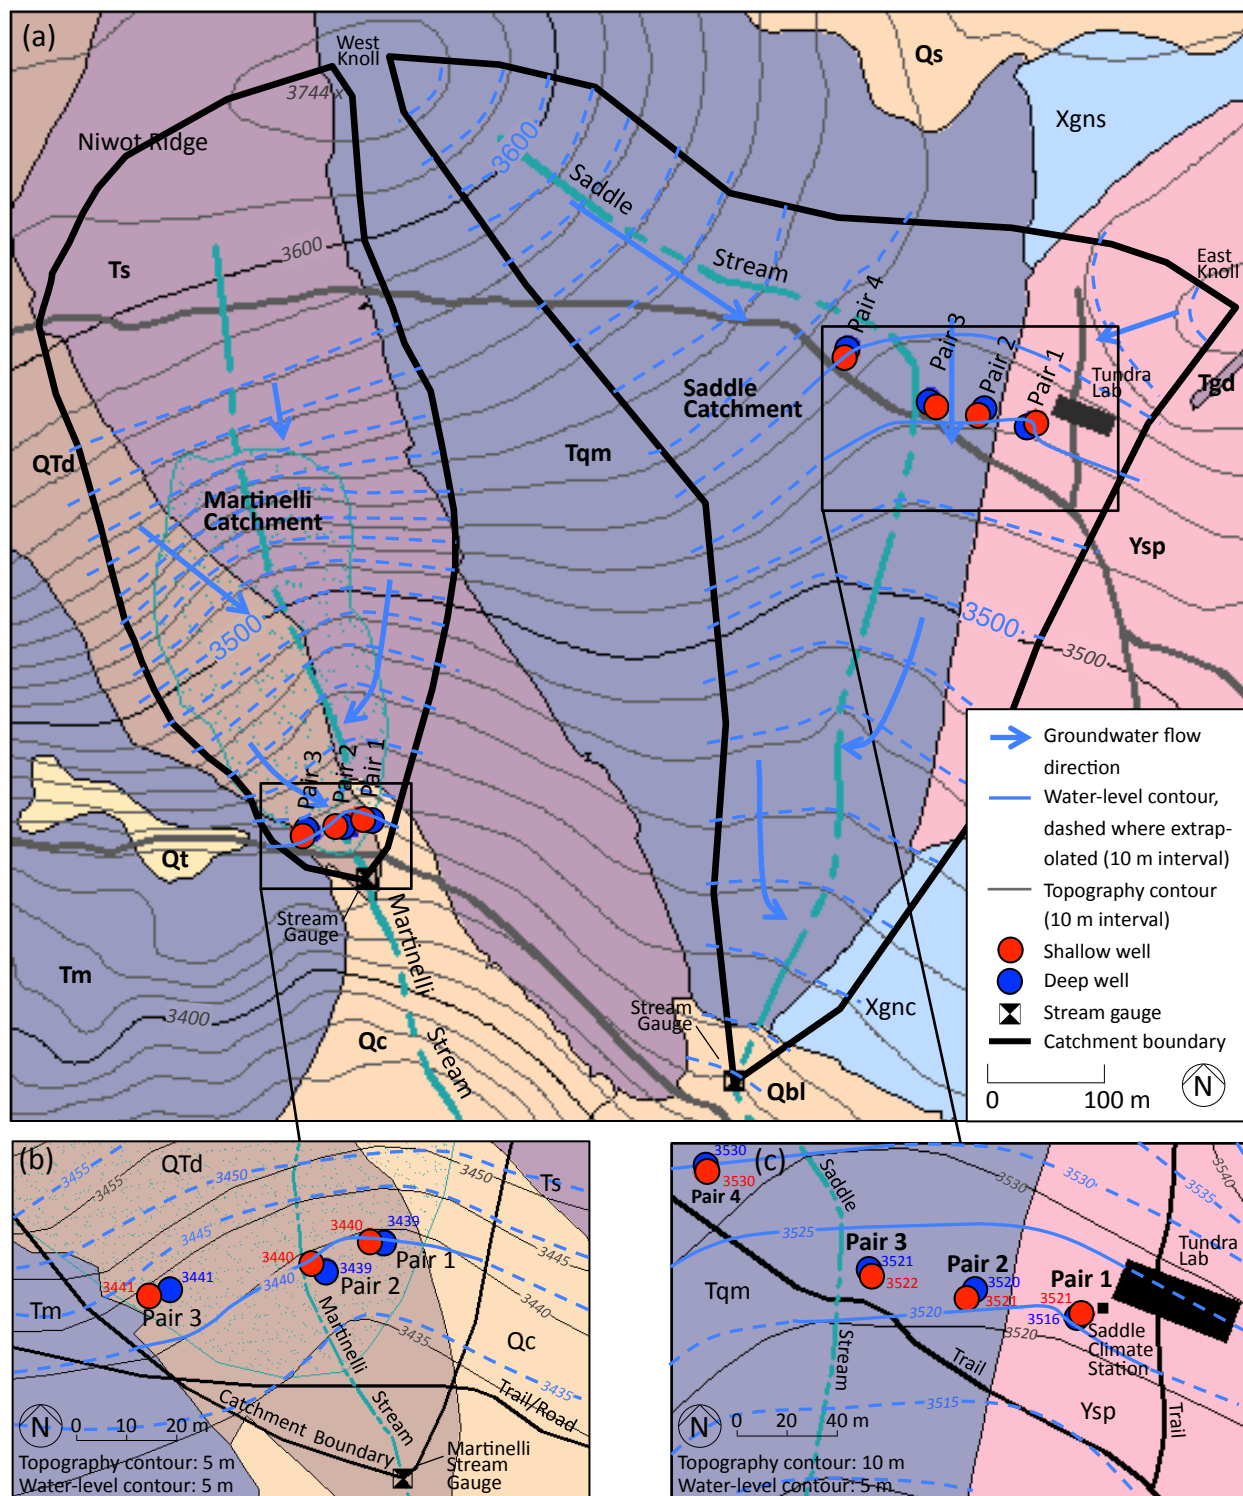 (a)
West
Knoll
3744 x
Niwot Ridge
Qs
Xgns
3600
Saddle
Stream
East
Knoll
3600
Ts
Pair 4
Pair 3
Pair 2
Pair 1
Tundra
Lab
Tgd
Saddle
Catchment
Tqm
QTd
Martinelli
Catchment
Ysp
3500
3500
3500
Pair 3
Pair 2
Pair 1
Qt
Stream
Gauge
Martinelli
Stream
Tm
3400
Qc
Stream
Gauge
Xgnc
Qbl
Groundwater flow
direction
Water-level contour,
dashed where extrap-
olated (10 m interval)
Topography contour
(10 m interval)
Shallow well
Deep well
Stream gauge
Catchment boundary
0 100 m
N
(b)
QTd
3455
3455
3450
3450
Ts
3445
3445
3440
3439
3440
Pair 1
3439
3440
Pair 2
3441
3441
Pair 3
3440
Tm
3435
Qc
Martinelli
Stream
3435
Trail/Road
Catchment Boundary
N
0 10 20 m
Martinelli
Stream
Gauge
Topography contour: 5 m
Water-level contour: 5 m
(c)
3530
3530
Pair 4
Saddle
3530
3530
3540
3535
3525
Tundra
Lab
Pair 3
3521
3522
Pair 2
3520
3521
Pair 1
3521
3516
Tqm
3520
3520
Saddle
Climate
Station
Stream
Trail
3515
Ysp
Trail
N
0 20 40 m
Topography contour: 10 m
Water-level contour: 5 m